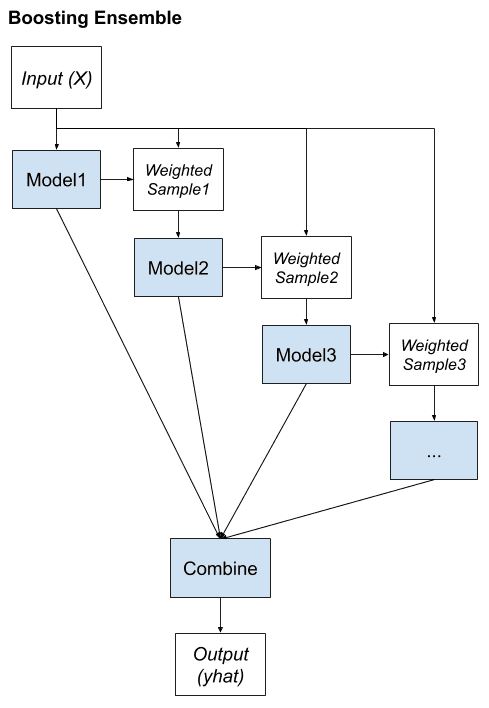 Boosting Ensemble
Input (X)
Model1
Weighted
Sample1
Model2
Weighted
Sample2
Model3
Weighted
Sample3
...
Combine
Output
(yhat)